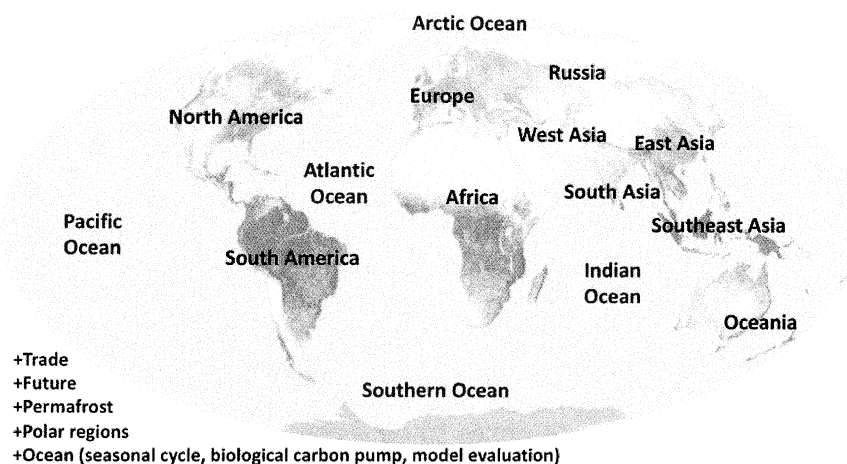 Arctic Ocean
Russia
Europe
North America
West Asia
East Asia
Atlantic
Ocean
Africa
South Asia
Pacific
Ocean
Southeast Asia
South America
Indian
Ocean
Oceania
+Trade
+Future
Southern Ocean
+Permafrost
+Polar regions
+Ocean (seasonal cycle, biological carbon pump, model evaluation)